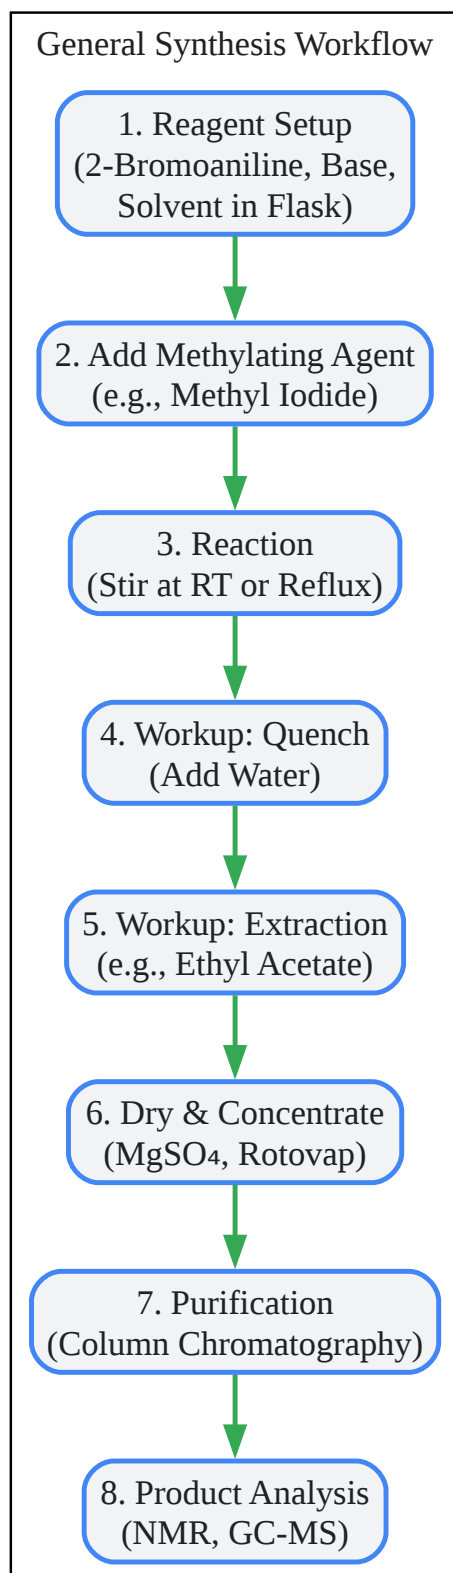 General Synthesis Workflow
1. Reagent Setup
(2-Bromoaniline, Base,
Solvent in Flask)
2. Add Methylating Agent
(e.g., Methyl Iodide)
3. Reaction
(Stir at RT or Reflux)
4. Workup: Quench
(Add Water)
5. Workup: Extraction
(e.g., Ethyl Acetate)
6. Dry & Concentrate
(MgSO₄, Rotovap)
7. Purification
(Column Chromatography)
8. Product Analysis
(NMR, GC-MS)